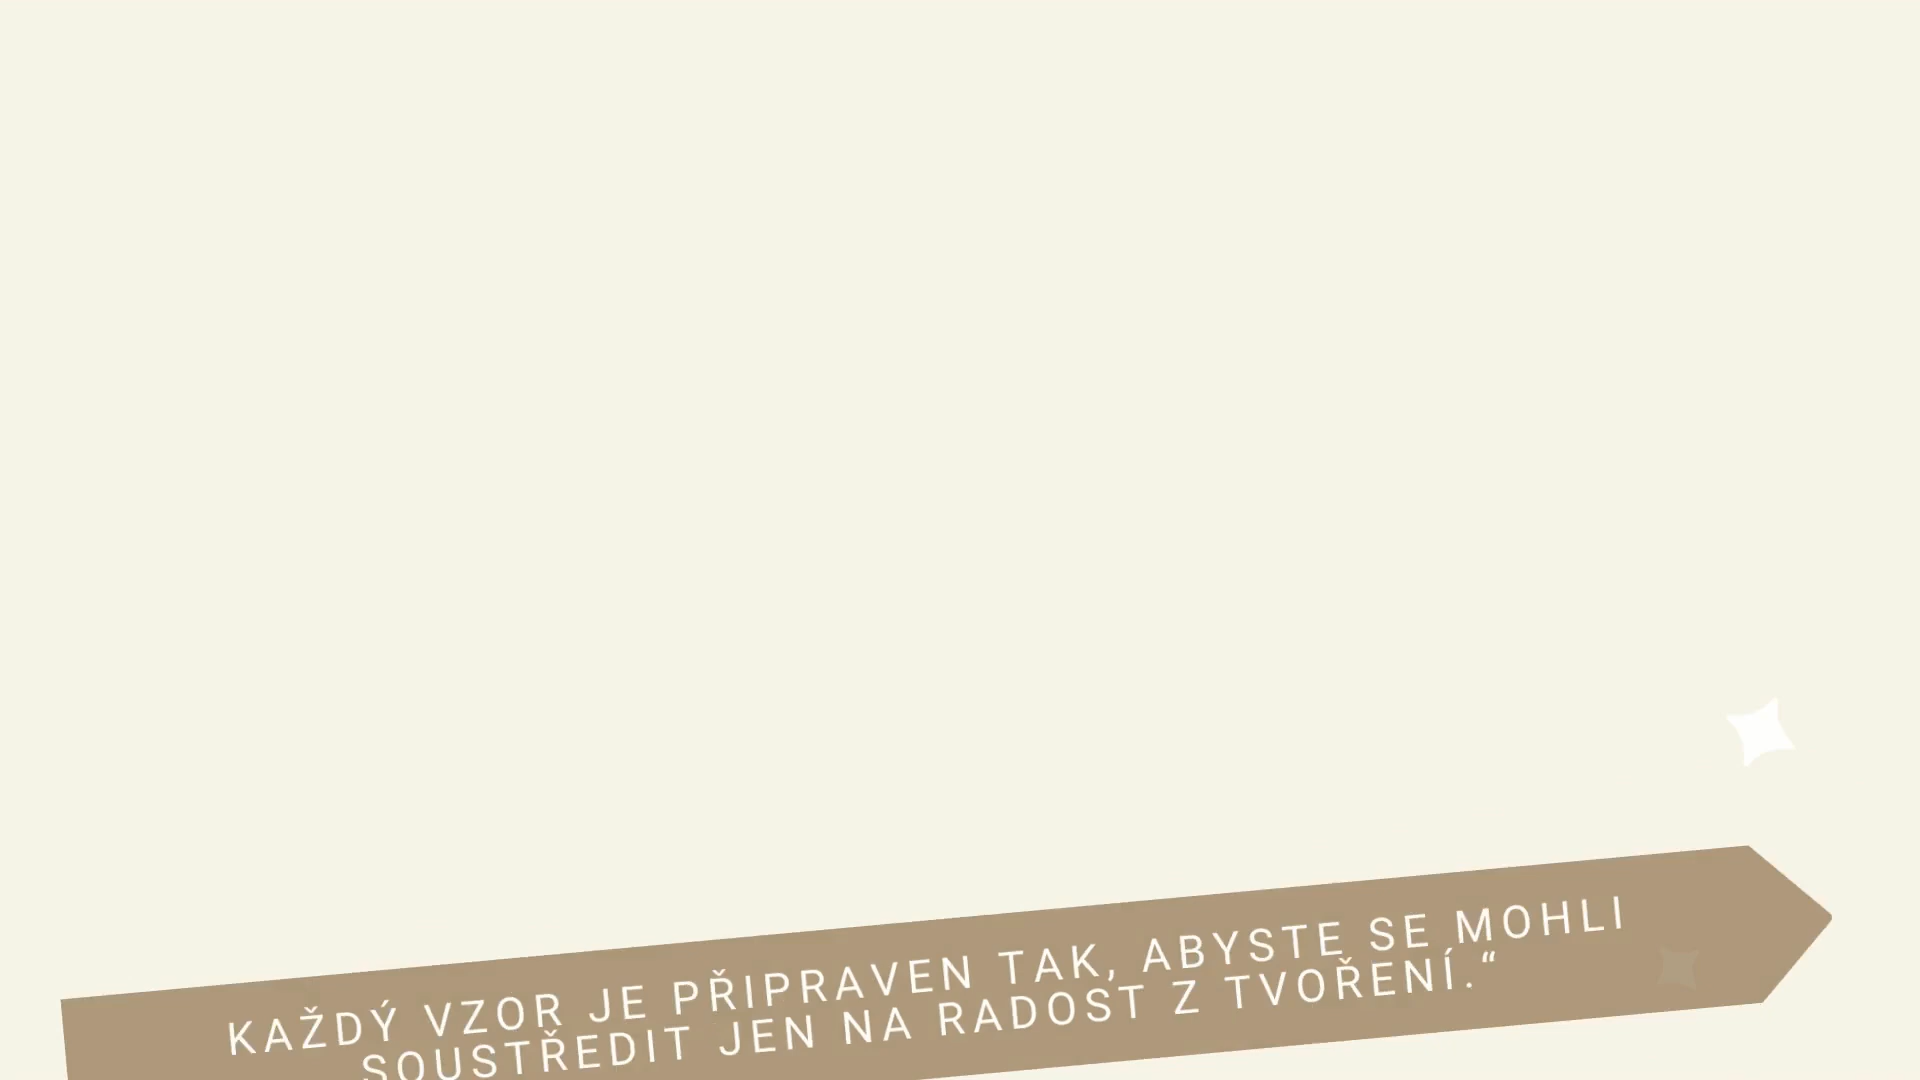 KAŽDÝ VZOR JE PŘIPRAVEN TAK, ABYSTE SE MOHLI
SOUSTŘEDIT JEN NA RADOST Z TVOŘENÍ.“